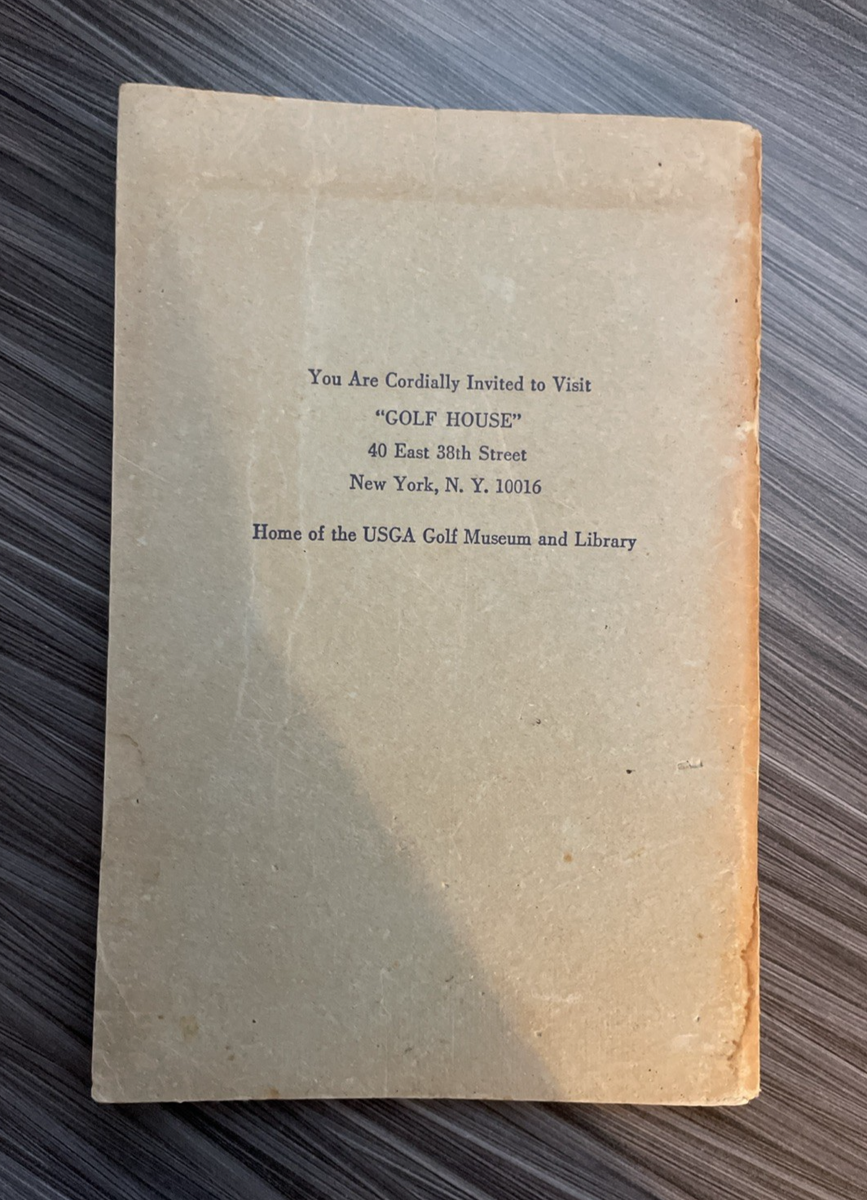 You Are Cordially Invited to Visit
“GOLF HOUSE”
40 East 38th Street
New York, N. Y. 10016
Home of the USGA Golf Museum and Library